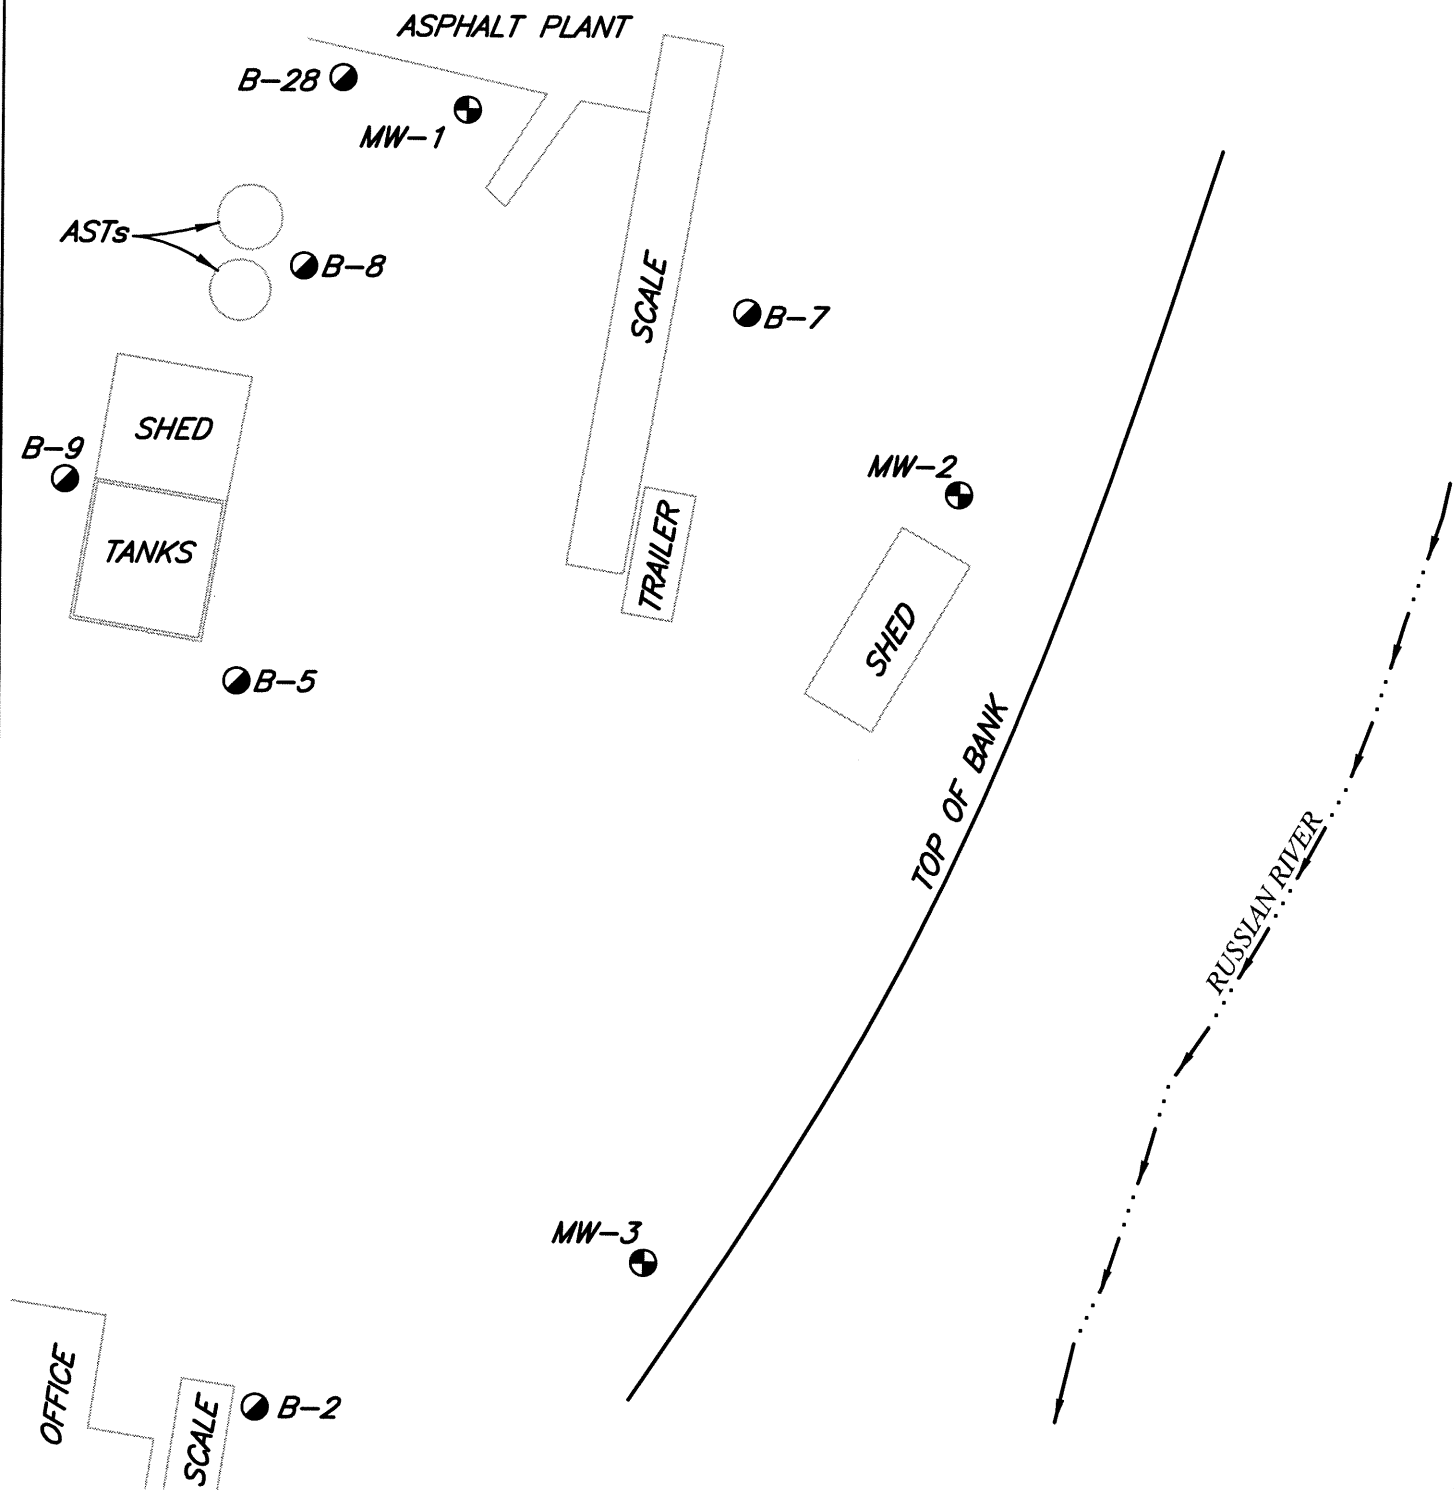 ASPHALT PLANT
B-28
MW-1
ASTs
B-8
SCALE
B-7
SHED
B-9
MW-2
TANKS
TRAILER
SHED
B-5
TOP OF BANK
RUSSIAN RIVER
MW-3
OFFICE
SCALE
B-2